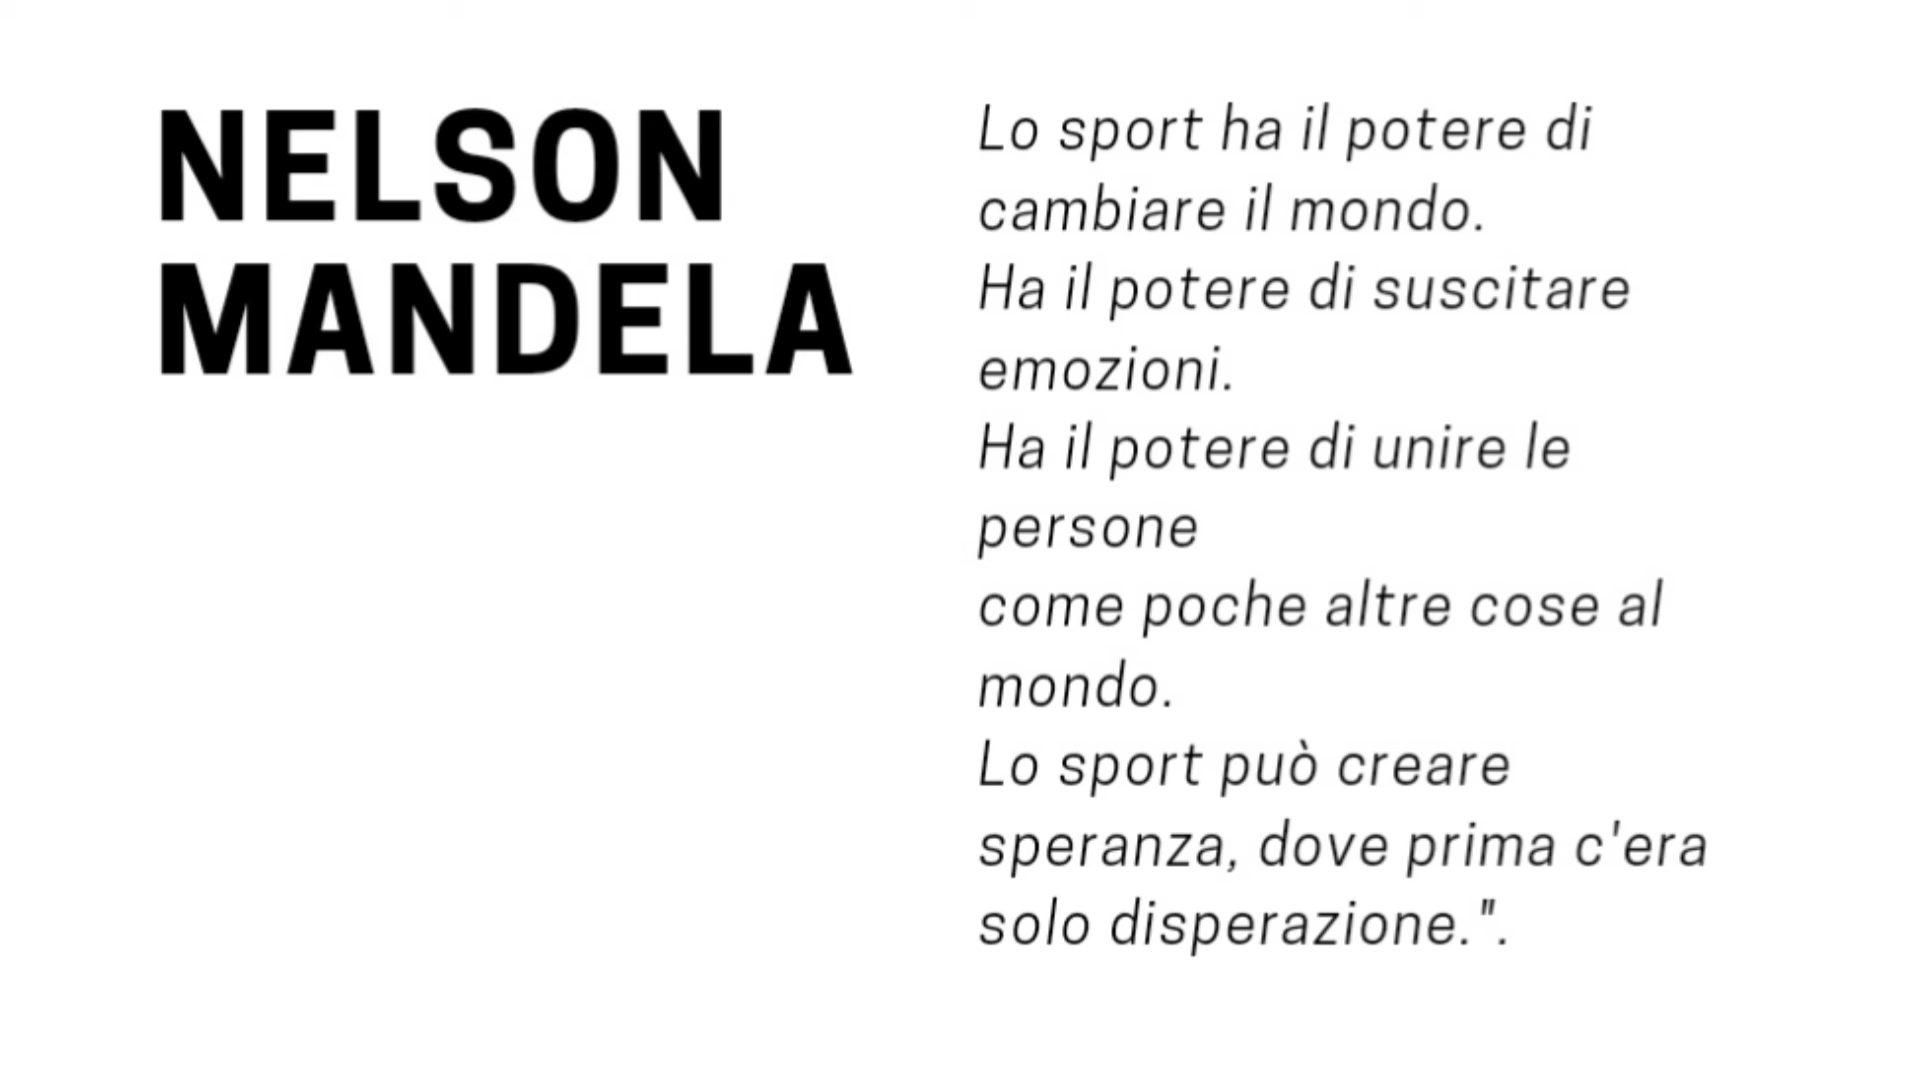 NELSON
MANDELA
Lo sport ha il potere di
cambiare il mondo.
Ha il potere di suscitare
emozioni.
Ha il potere di unire le
persone
come poche altre cose al
mondo.
Lo sport può creare
speranza, dove prima c'era
solo disperazione.".